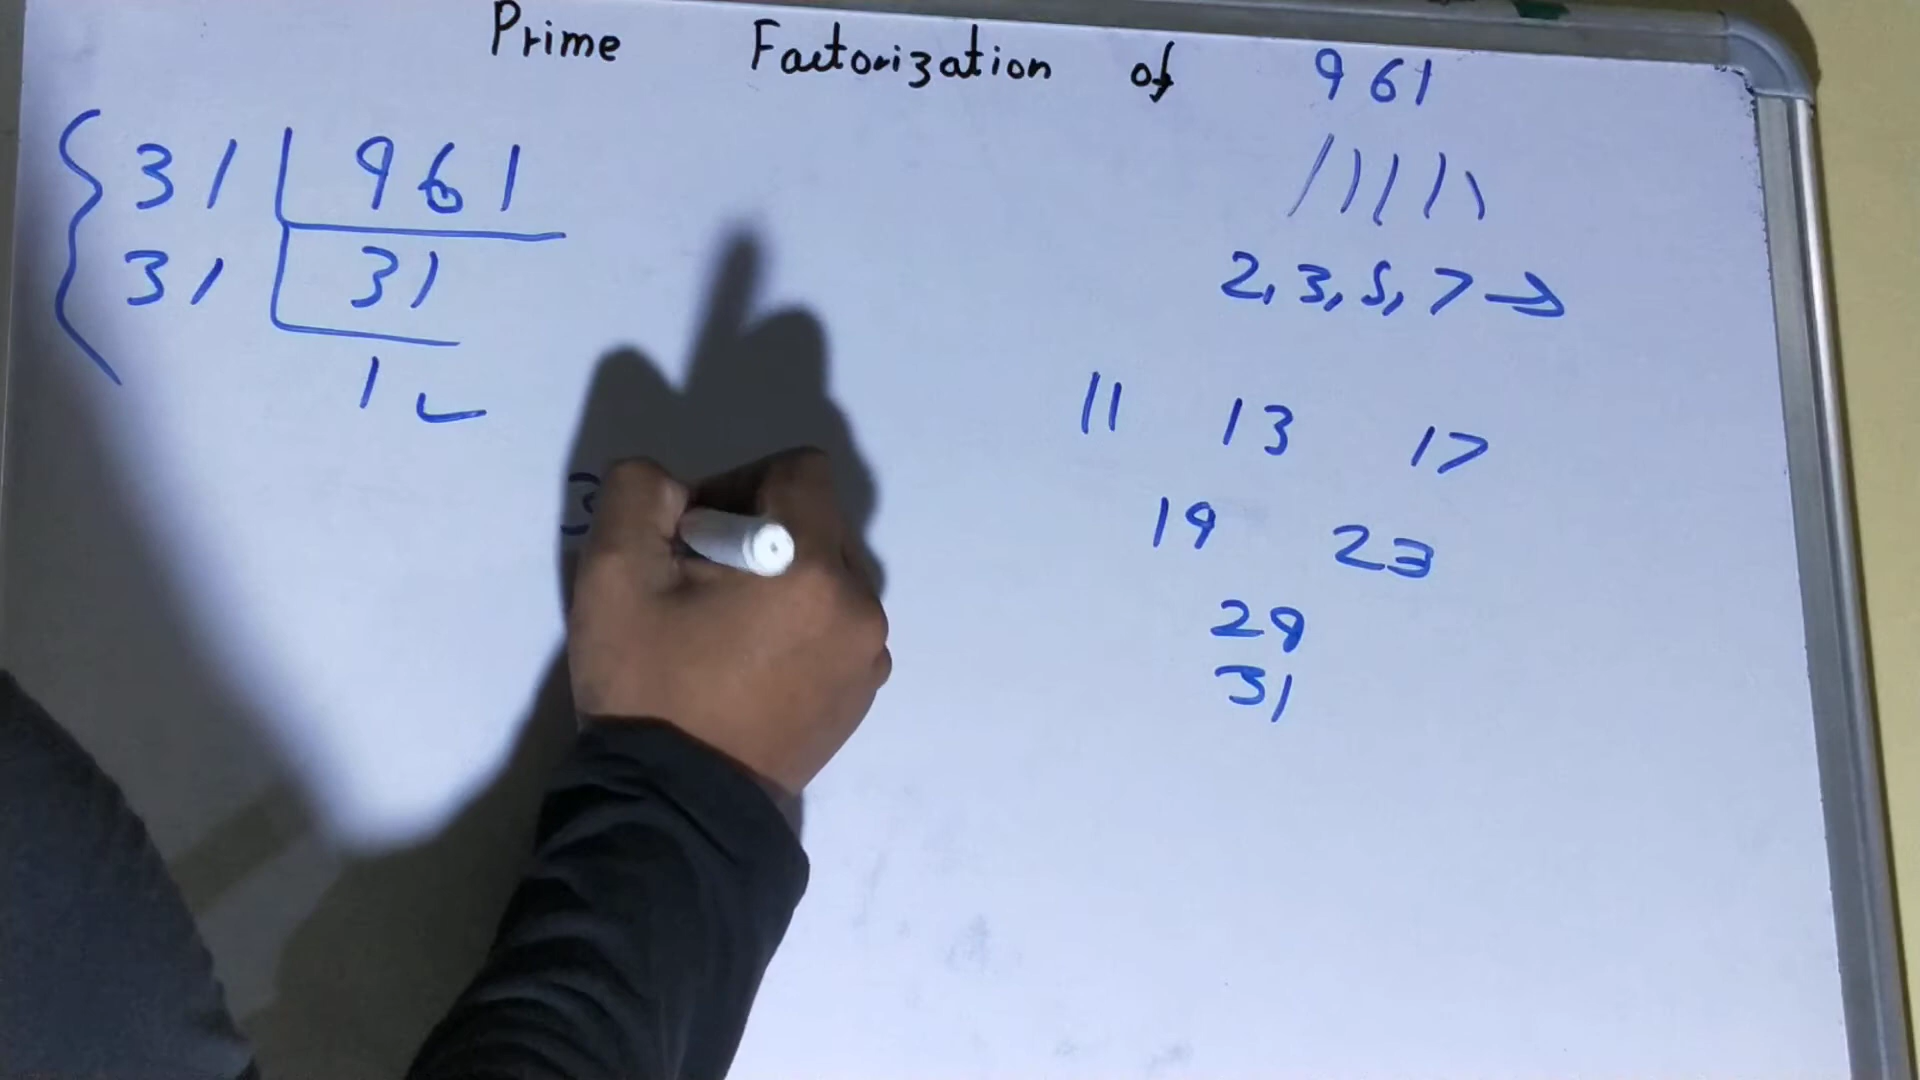 Prime Factorization of 961
31 | 961
31 | 31
1
3
2, 3, 5, 7 →
11 13 17
19 23
29
31